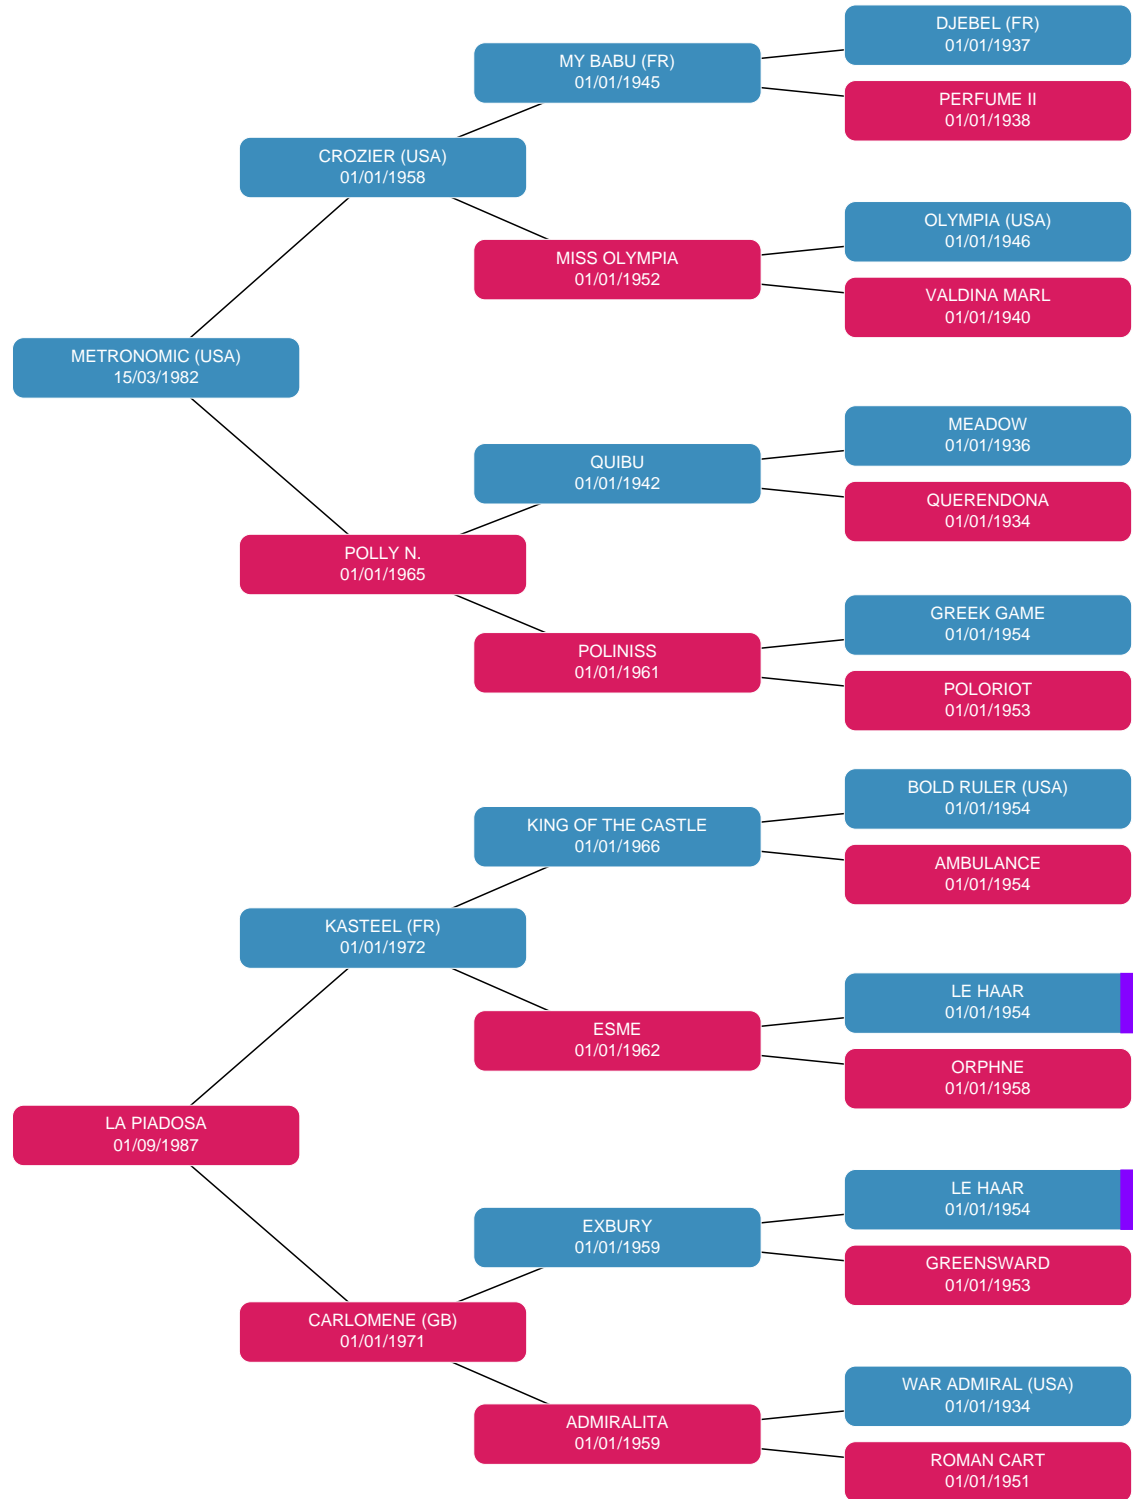 DJEBEL (FR)
01/01/1937
MY BABU (FR)
01/01/1945
PERFUME II
01/01/1938
CROZIER (USA)
01/01/1958
OLYMPIA (USA)
01/01/1946
MISS OLYMPIA
01/01/1952
VALDINA MARL
01/01/1940
METRONOMIC (USA)
15/03/1982
MEADOW
01/01/1936
QUIBU
01/01/1942
QUERENDONA
01/01/1934
POLLY N.
01/01/1965
GREEK GAME
01/01/1954
POLINISS
01/01/1961
POLORIOT
01/01/1953
BOLD RULER (USA)
01/01/1954
KING OF THE CASTLE
01/01/1966
AMBULANCE
01/01/1954
KASTEEL (FR)
01/01/1972
LE HAAR
01/01/1954
ESME
01/01/1962
ORPHNE
01/01/1958
LA PIADOSA
01/09/1987
LE HAAR
01/01/1954
EXBURY
01/01/1959
GREENSWARD
01/01/1953
CARLOMENE (GB)
01/01/1971
WAR ADMIRAL (USA)
01/01/1934
ADMIRALITA
01/01/1959
ROMAN CART
01/01/1951